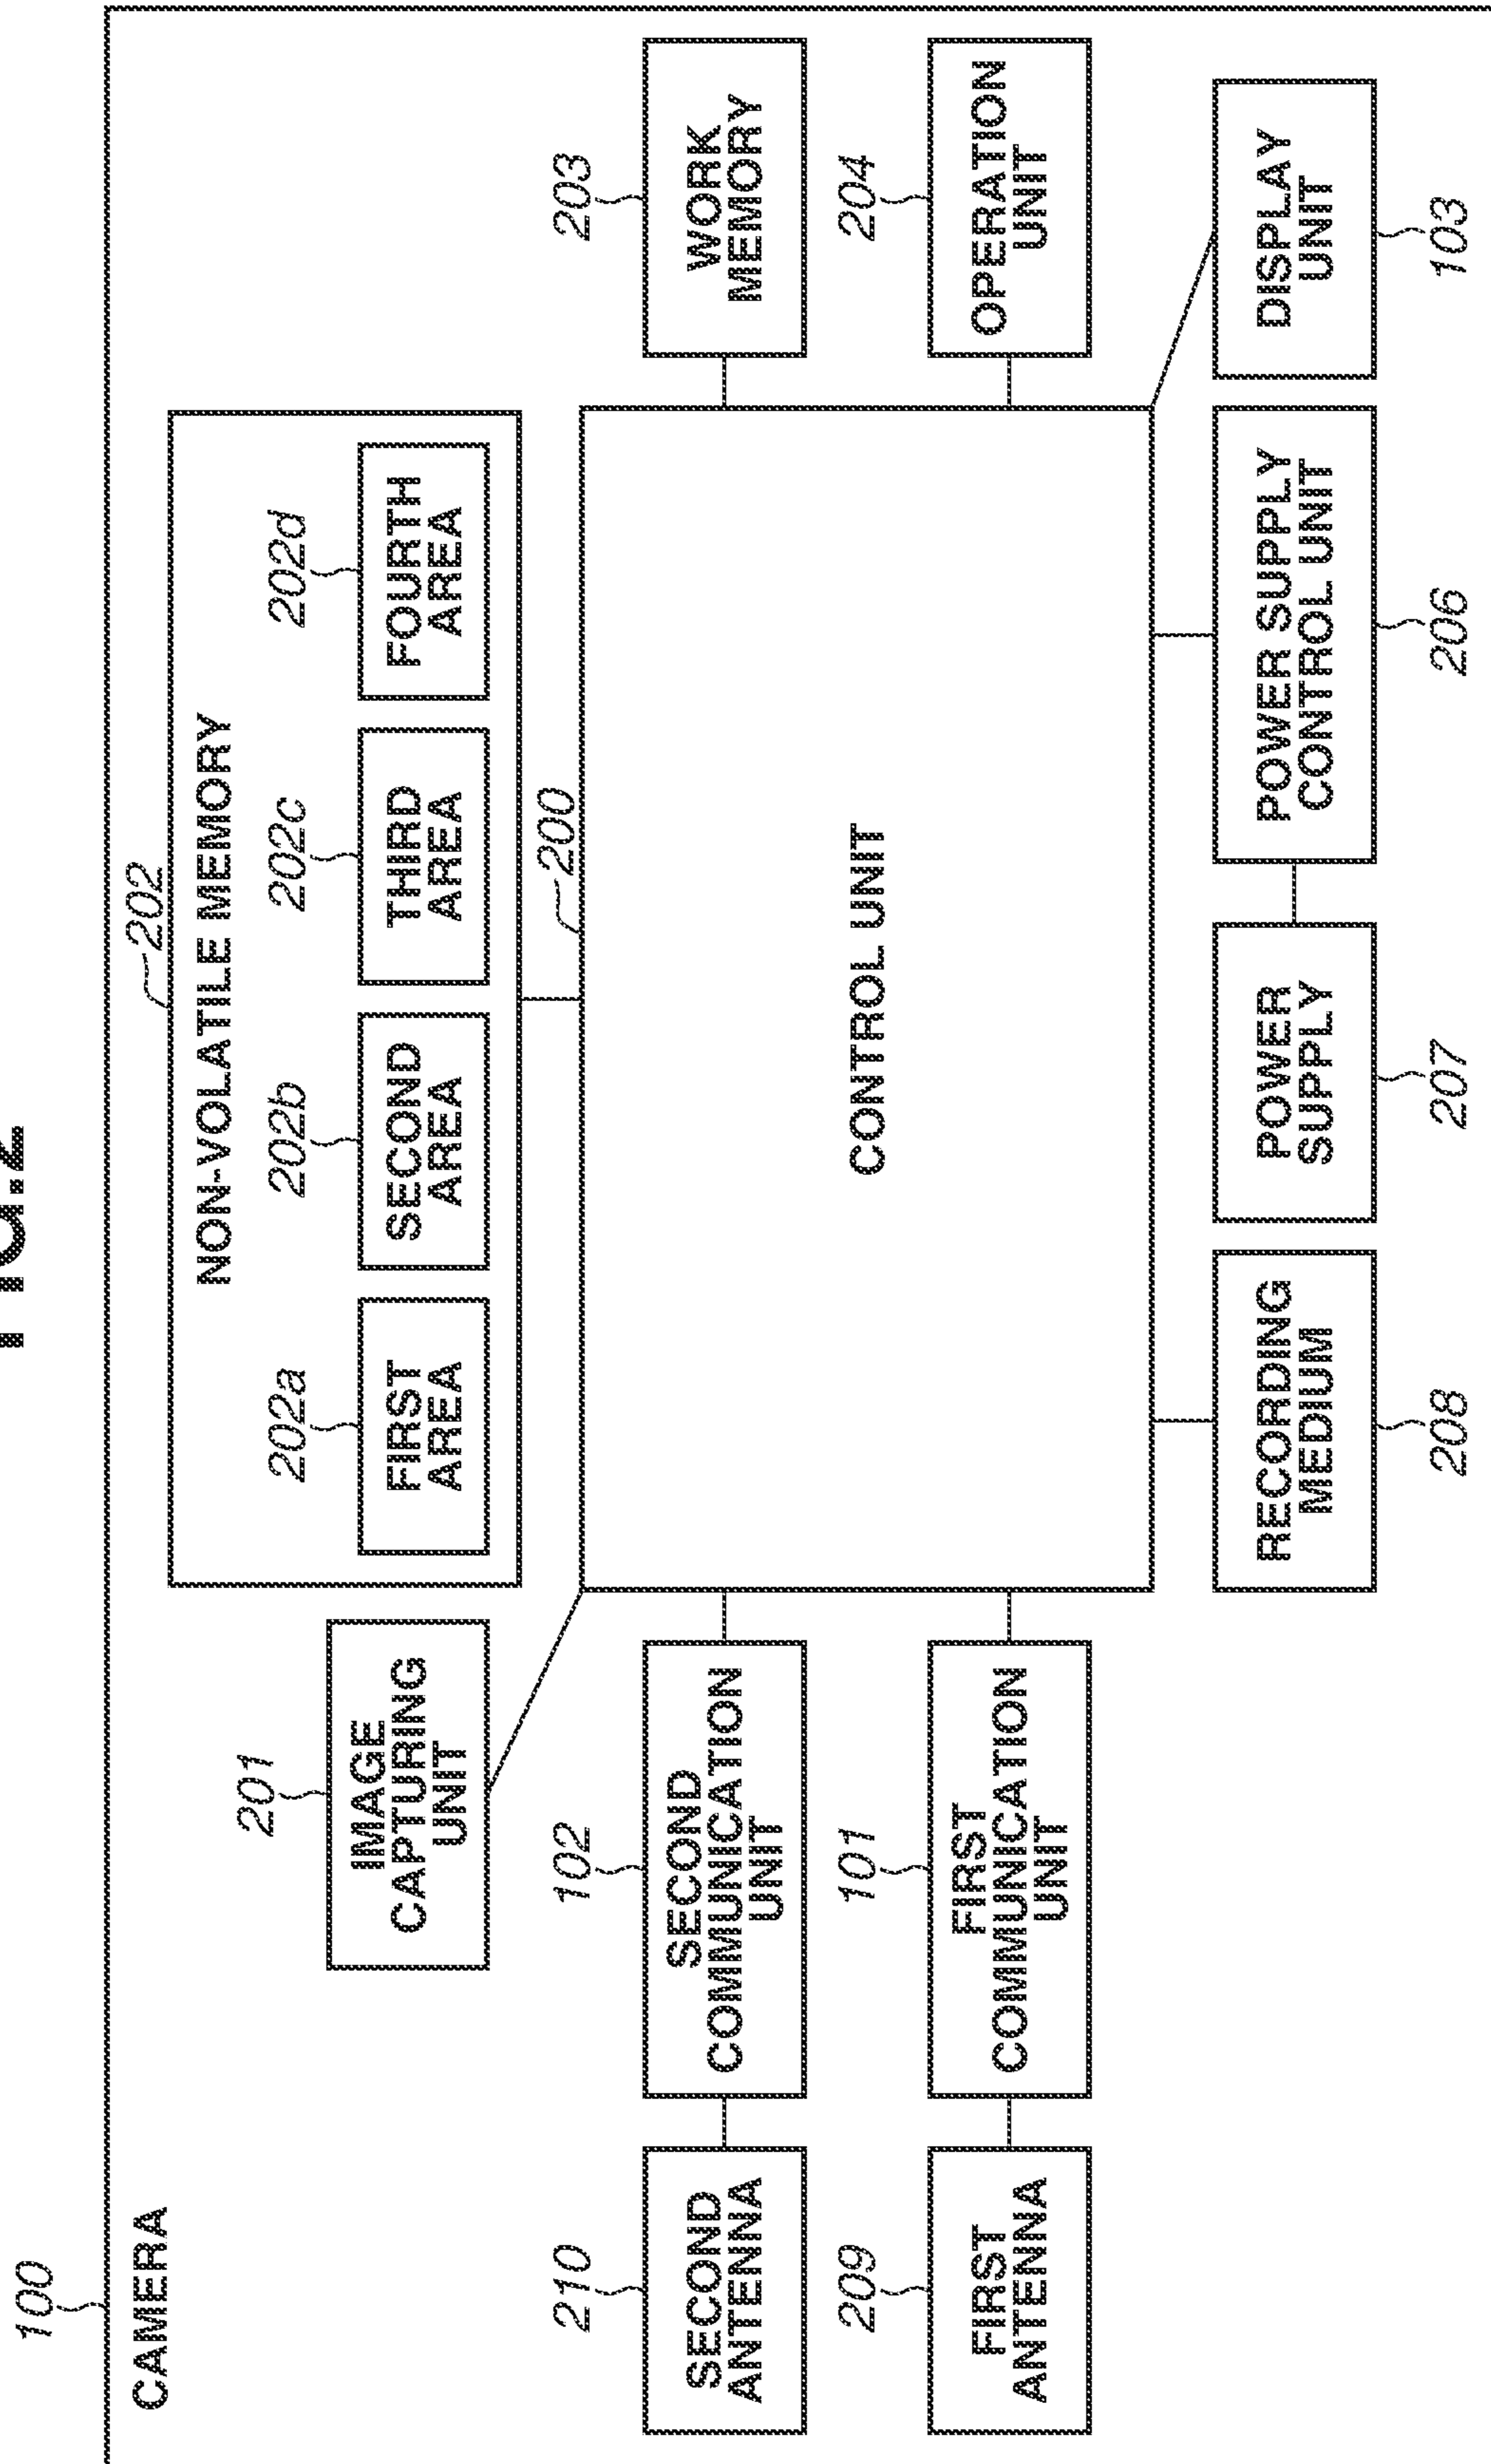 FIG.2
100
CAMERA
202
NON-VOLATILE MEMORY
202a
202b
202c
202d
FIRST
AREA
SECOND
AREA
THIRD
AREA
FOURTH
AREA
201
IMAGE
CAPTURING
UNIT
200
CONTROL UNIT
210
SECOND
ANTENNA
102
SECOND
COMMUNICATION
UNIT
203
WORK
MEMORY
209
FIRST
ANTENNA
101
FIRST
COMMUNICATION
UNIT
204
OPERATION
UNIT
RECORDING
MEDIUM
208
POWER
SUPPLY
207
POWER SUPPLY
CONTROL UNIT
206
DISPLAY
UNIT
103